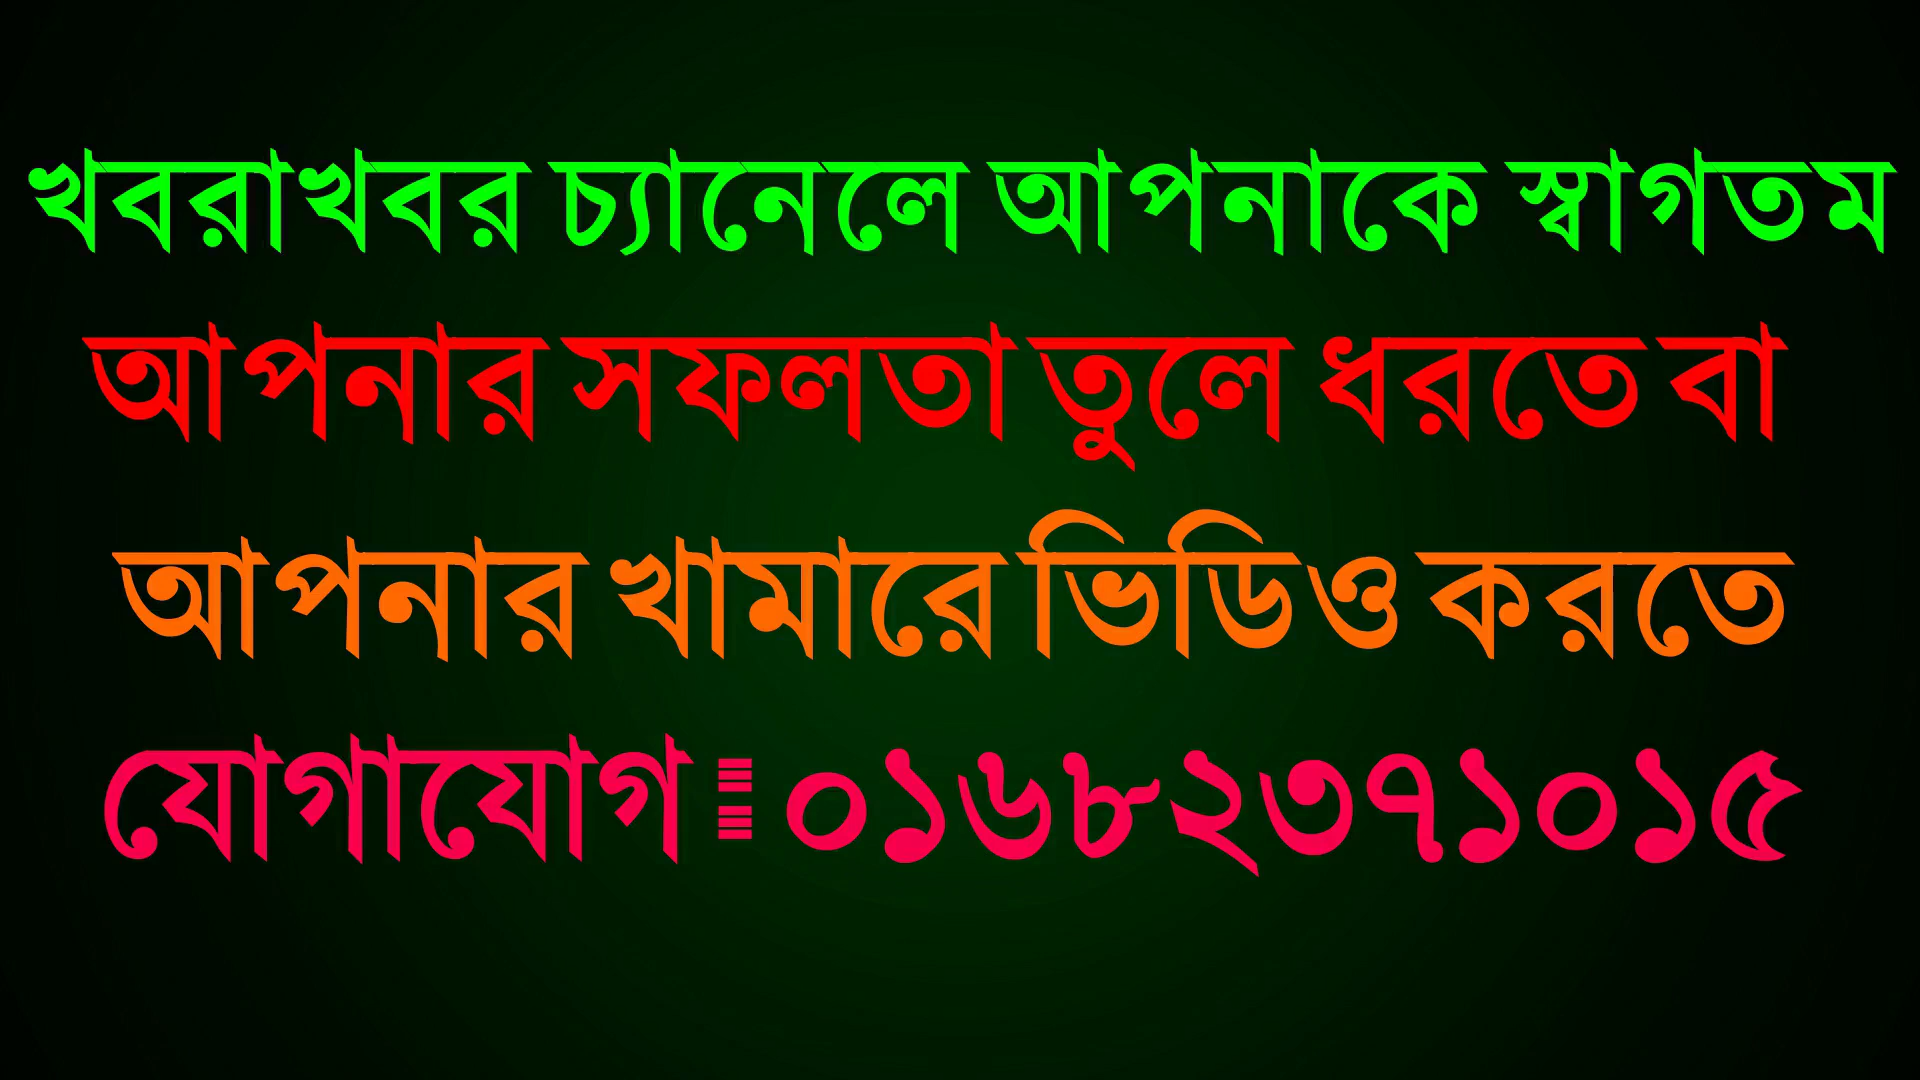 খবরাখবর চ্যানেলে আপনাকে স্বাগতম
আপনার সফলতা তুলে ধরতে বা
আপনার খামারে ভিডিও করতে
যোগাযোগ : ০১৬৮২৩৭১০১৫